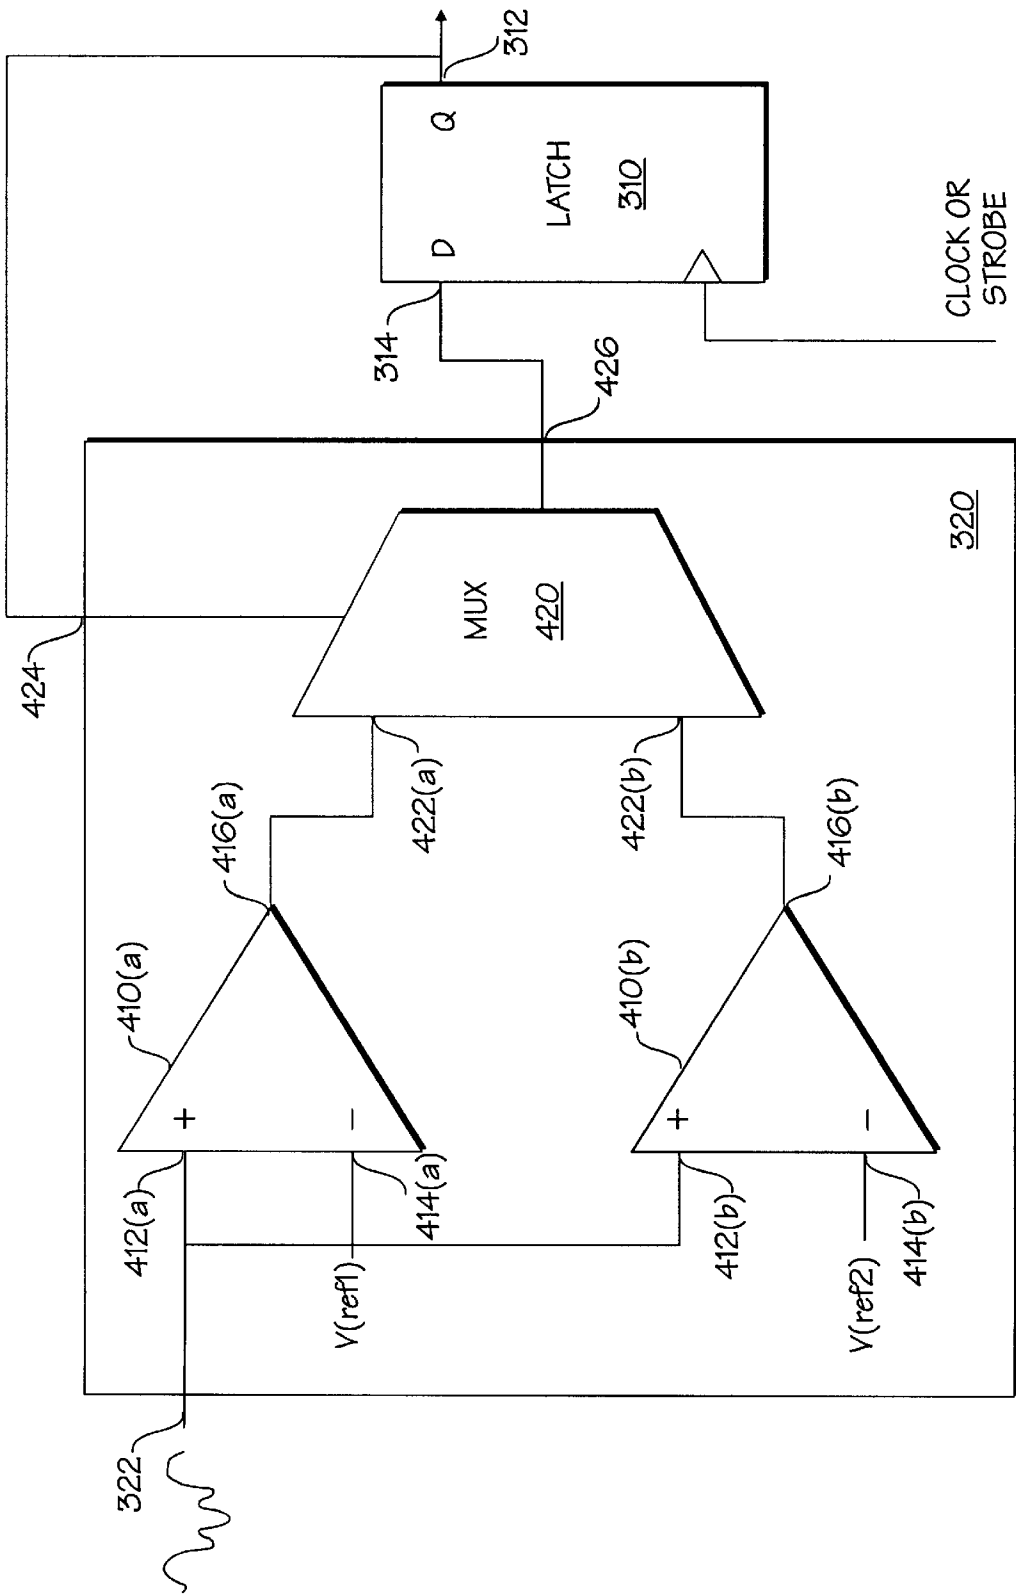 322
412(a)
+
410(a)
416(a)
424
V(ref1)
414(a)
−
422(a)
MUX
420
314
D
Q
312
LATCH
310
412(b)
+
410(b)
422(b)
426
V(ref2)
414(b)
−
416(b)
320
CLOCK OR
STROBE